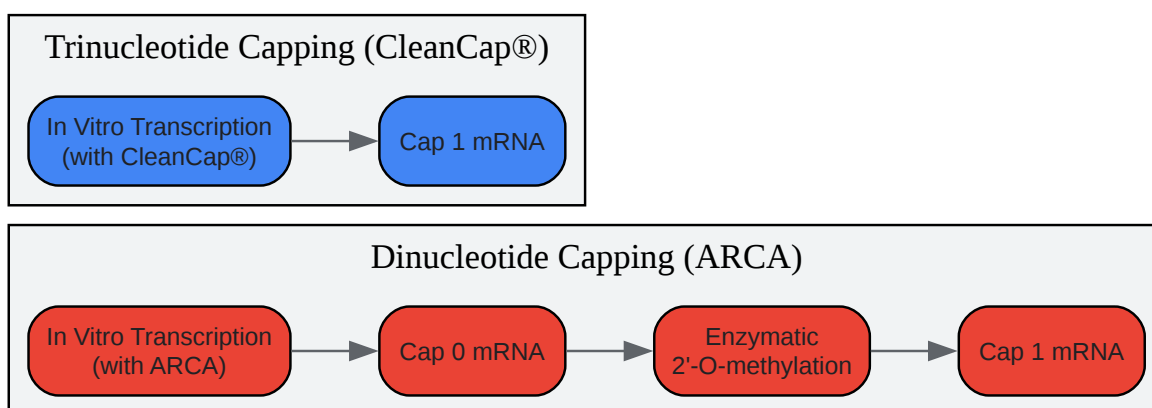 Trinucleotide Capping (CleanCap®)
In Vitro Transcription
(with CleanCap®)
Cap 1 mRNA
Dinucleotide Capping (ARCA)
In Vitro Transcription
(with ARCA)
Cap 0 mRNA
Enzymatic
2'-O-methylation
Cap 1 mRNA